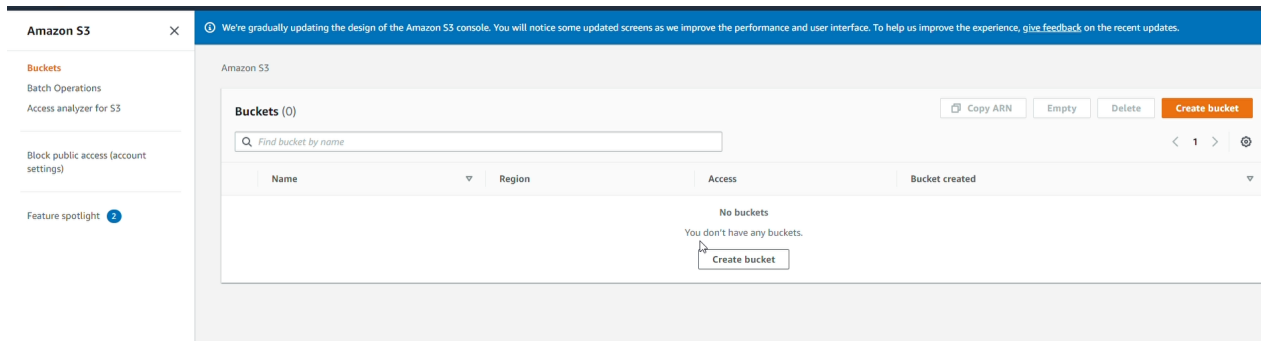 Amazon S3
We're gradually updating the design of the Amazon S3 console. You will notice some updated screens as we improve the performance and user interface. To help us improve the experience, give feedback on the recent updates.
Buckets
Batch Operations
Access analyzer for S3
Block public access (account
settings)
Feature spotlight 2
Amazon S3
Buckets (0)
Copy ARN Empty Delete Create bucket
Find bucket by name
1
Name Region Access Bucket created
No buckets
You don't have any buckets.
Create bucket